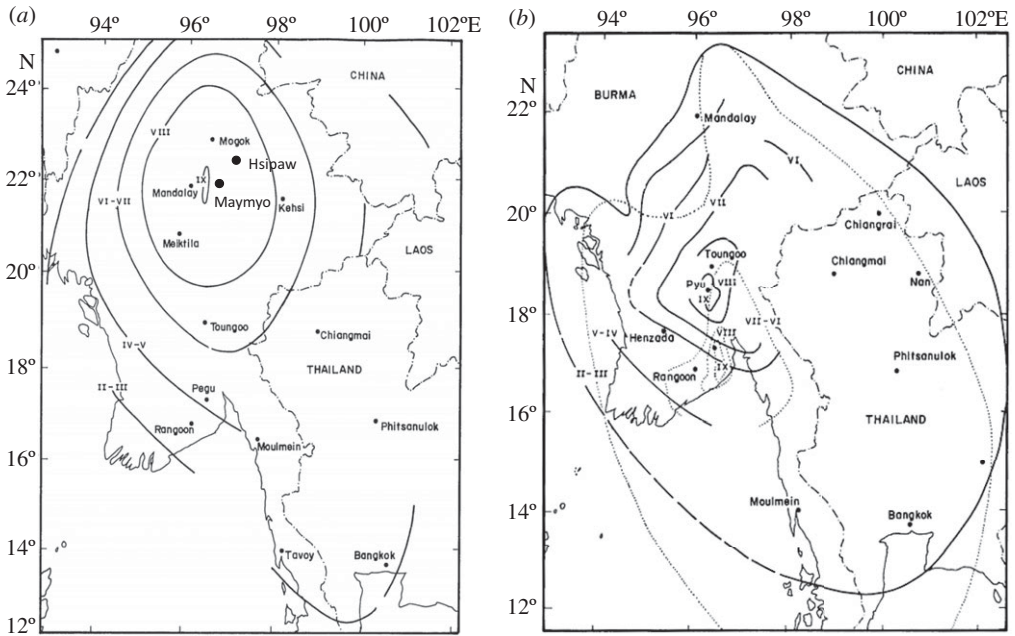 (a)
94º 96º 98º 100º 102ºE
N
24º
22º
20º
18º
16º
14º
12º
CHINA
VIII
Mogok
Hsipaw
IX
Mandalay
Maymyo
VI-VII
Kehsi
Meiktila
LAOS
Toungoo
Chiangmai
IV-V
THAILAND
II-III
Pegu
Rangoon
Phitsanulok
Moulmein
Tavoy
Bangkok
(b)
94º 96º 98º 100º 102ºE
N
22º
20º
18º
16º
14º
12º
BURMA
CHINA
Mandalay
VI
LAOS
VII
VI
Chiangrai
Toungoo
Chiangmai
Pyu
VIII
Nan
IX
VII-VI
V-IV
Henzada
VIII
II-III
Phitsanulok
Rangoon
IX
THAILAND
Moulmein
Bangkok